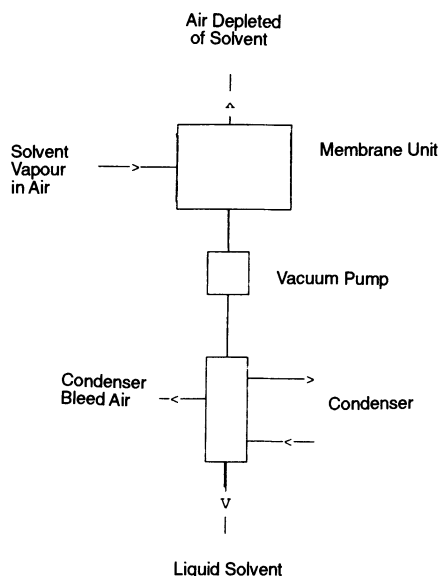 Air Depleted
of Solvent
Solvent
Vapour
in Air
Membrane Unit
Vacuum Pump
Condenser
Bleed Air
Condenser
Liquid Solvent